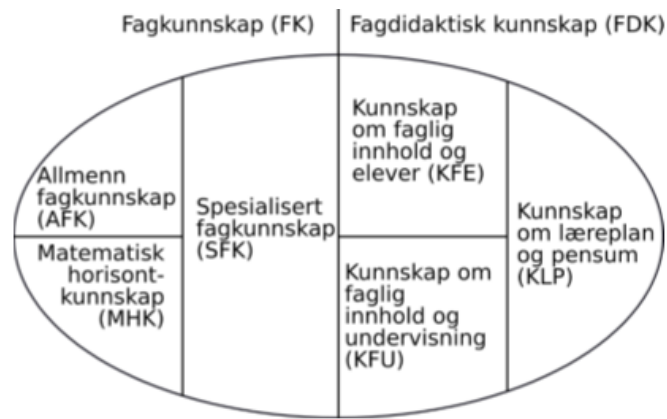 Fagkunnskap (FK)
Fagdidaktisk kunnskap (FDK)
Allmenn
fagkunnskap
(AFK)
Matematisk
horisont-
kunnskap
(MHK)
Spesialisert
fagkunnskap
(SFK)
Kunnskap
om faglig
innhold og
elever (KFE)
Kunnskap om
faglig
innhold og
undervisning
(KFU)
Kunnskap
om læreplan
og pensum
(KLP)